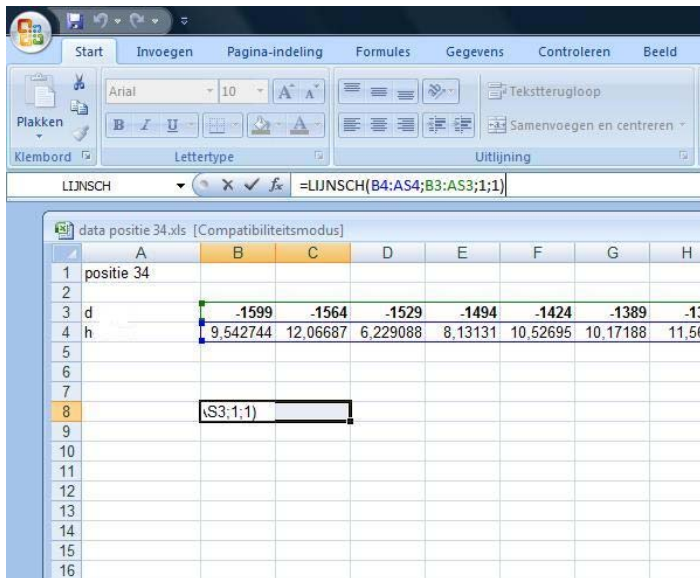 Start Invoegen Pagina-indeling Formules Gegevens Controleren Beeld
Arial 10 A A Tekstterugloop
Plakken B I U A Samenvoegen en centreren
Klembord Lettertype Uitlijning
LIJNSCH fx =LIJNSCH(B4:AS4;B3:AS3;1;1)
data positie 34.xls [Compatibiliteitsmodus]
A B C D E F G H
1 positie 34
2
3 d -1599 -1564 -1529 -1494 -1424 -1389
4 h 9,542744 12,06687 6,229088 8,13131 10,52695 10,17188
5
6
7
8 S3;1;1)
9
10
11
12
13
14
15
16